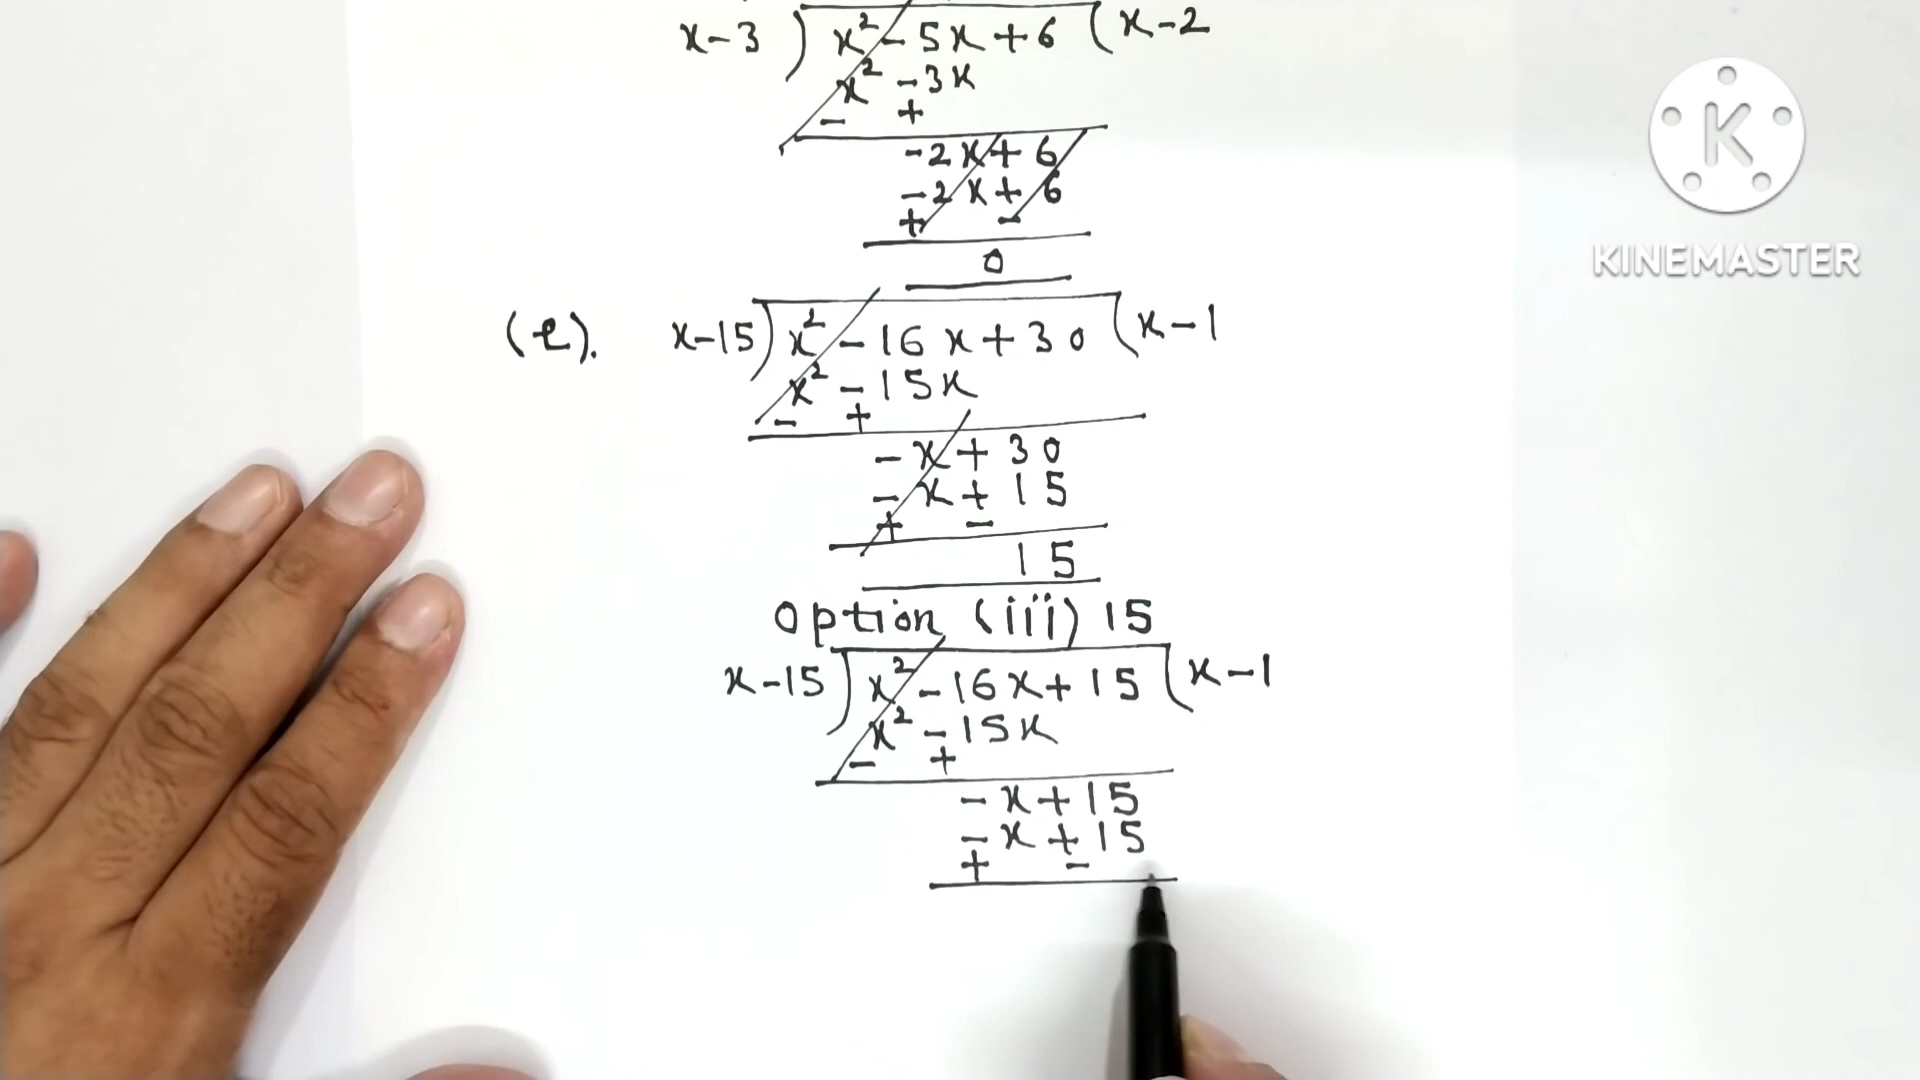 x-3 ) x² - 5x + 6 ( x-2
x² - 3x
- +
-2x + 6
-2x + 6
+ -
0
(e). x-15 ) x² - 16x + 30 ( x-1
x² - 15x
- +
- x + 30
- x + 15
+ -
15
option (iii) 15
x-15 ) x² - 16x + 15 ( x-1
x² - 15x
- +
- x + 15
- x + 15
+ -
K
KINEMASTER